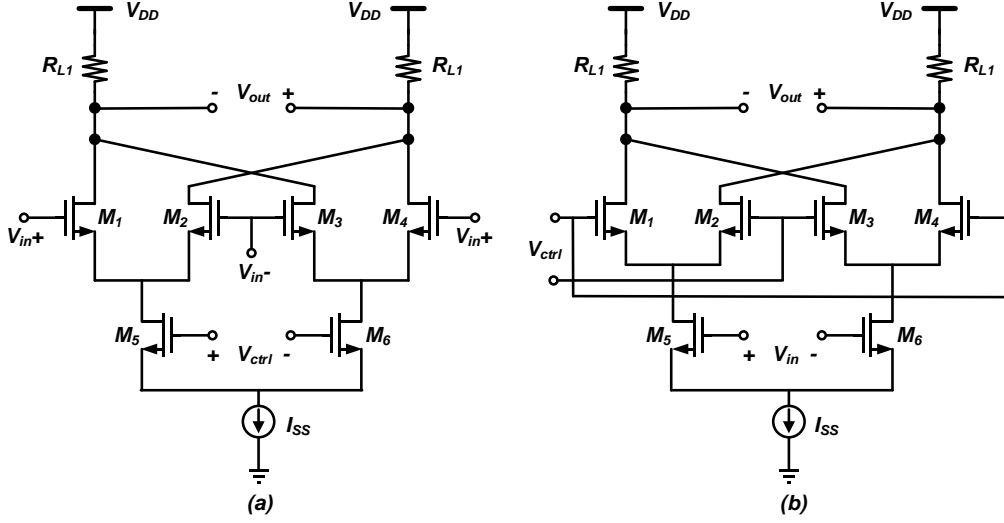 VDD VDD VDD VDD
RL1 RL1 RL1 RL1
- Vout + - Vout +
M1 M2 M3 M4 M1 M2 M3 M4
Vin+ Vin- Vin+ Vctrl
M5 M6 M5 M6
+ Vctrl - + Vin -
ISS ISS
(a) (b)